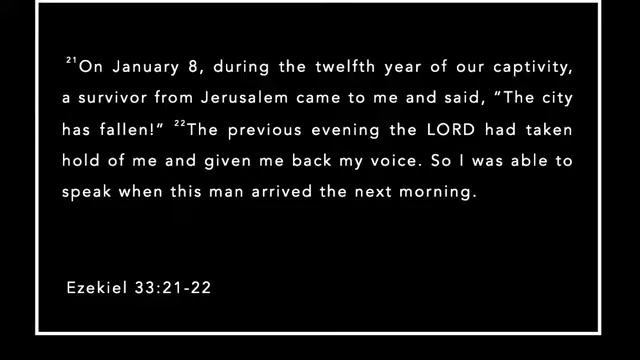 21On January 8, during the twelfth year of our captivity,
a survivor from Jerusalem came to me and said, “The city
has fallen!” 22The previous evening the LORD had taken
hold of me and given me back my voice. So I was able to
speak when this man arrived the next morning.
Ezekiel 33:21-22